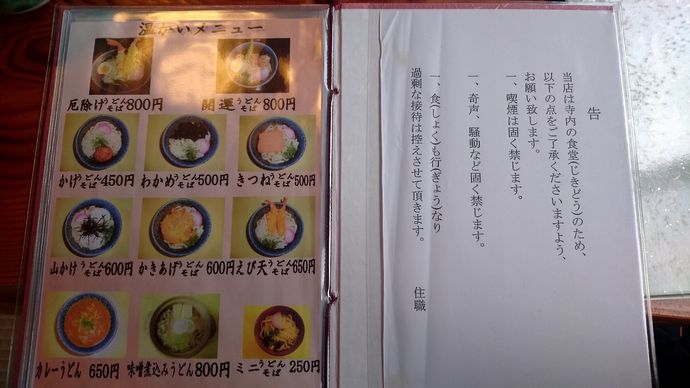 温かいメニュー
厄除けうどんそば800円
開運うどんそば800円
かけうどんそば450円
わかめうどんそば500円
きつねうどんそば500円
山かけうどんそば600円
かきあげうどんそば600円
えび天うどんそば650円
カレーうどん 650円
味噌煮込みうどん800円
ミニうどんそば250円
告
当店は寺内の食堂(じきどう)のため、
以下の点をご了承くださいますよう、
お願い致します。
一、喫煙は固く禁じます。
一、奇声、騒動など固く禁じます。
一、食(しょく)も行(ぎょう)なり
過剰な接待は控えさせて頂きます。
住職